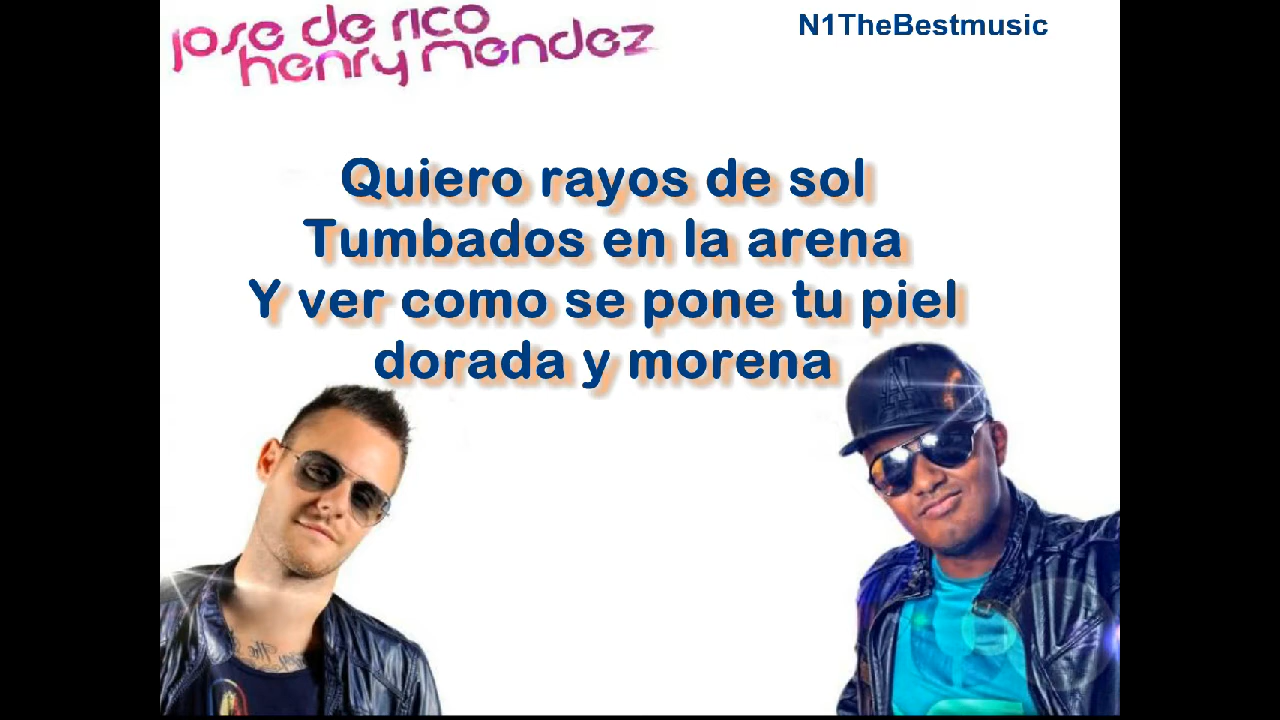 jose de rico
henry mendez
N1TheBestmusic
Quiero rayos de sol
Tumbados en la arena
Y ver como se pone tu piel
dorada y morena